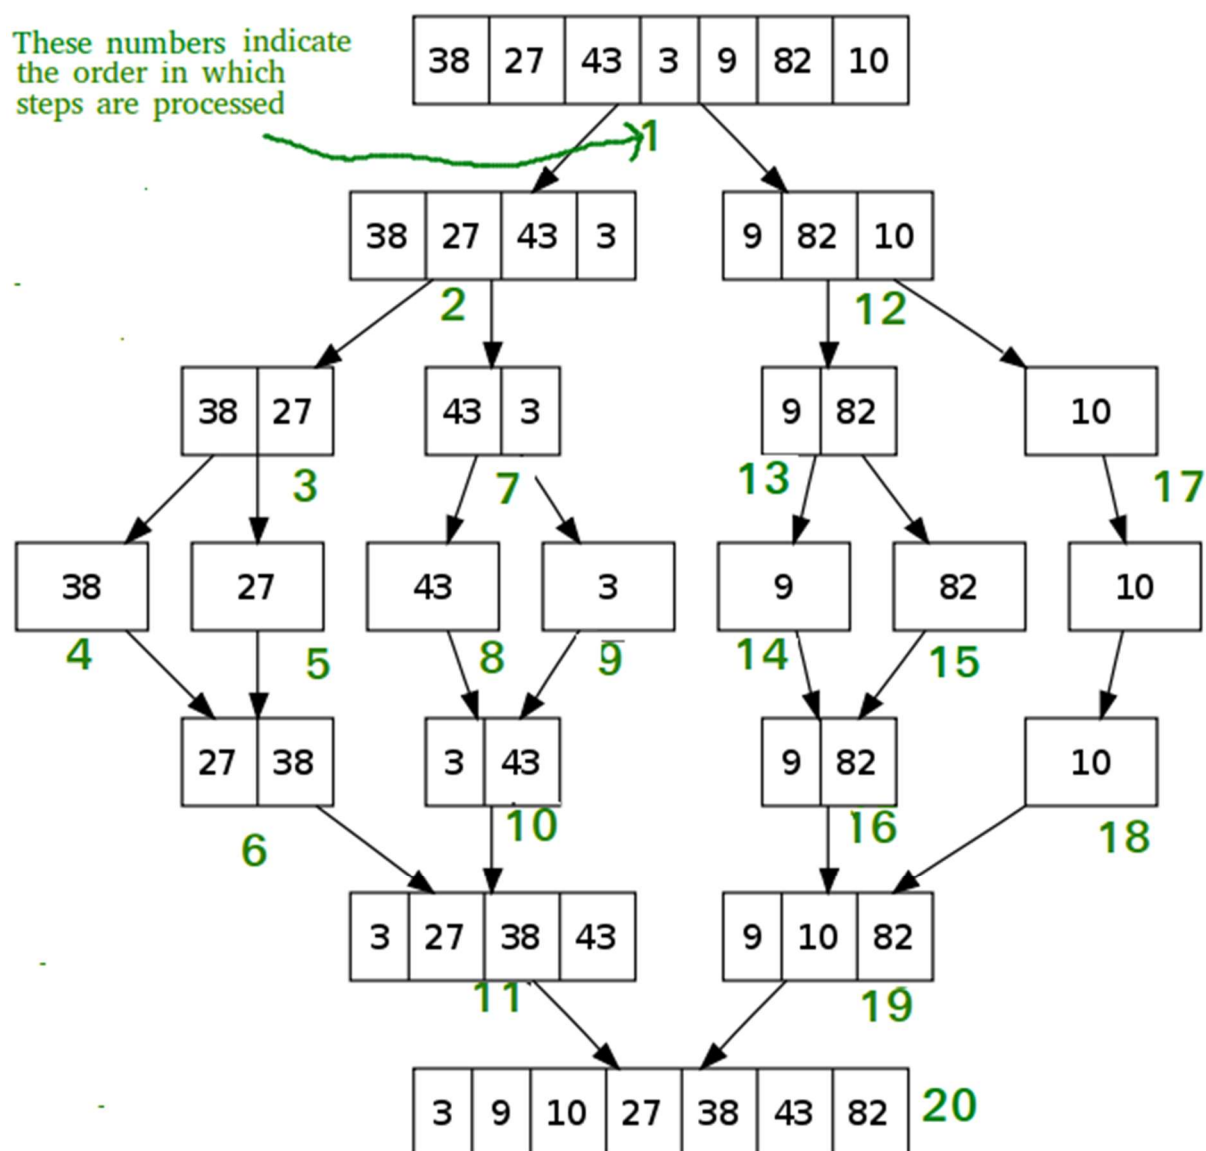 These numbers indicate
the order in which
steps are processed
38 27 43 3 9 82 10
1
38 27 43 3 9 82 10
2 12
38 27 43 3 9 82 10
3 7 13 17
38 27 43 3 9 82 10
4 5 8 9 14 15
27 38 3 43 9 82 10
6 10 16 18
3 27 38 43 9 10 82
11 19
3 9 10 27 38 43 82 20